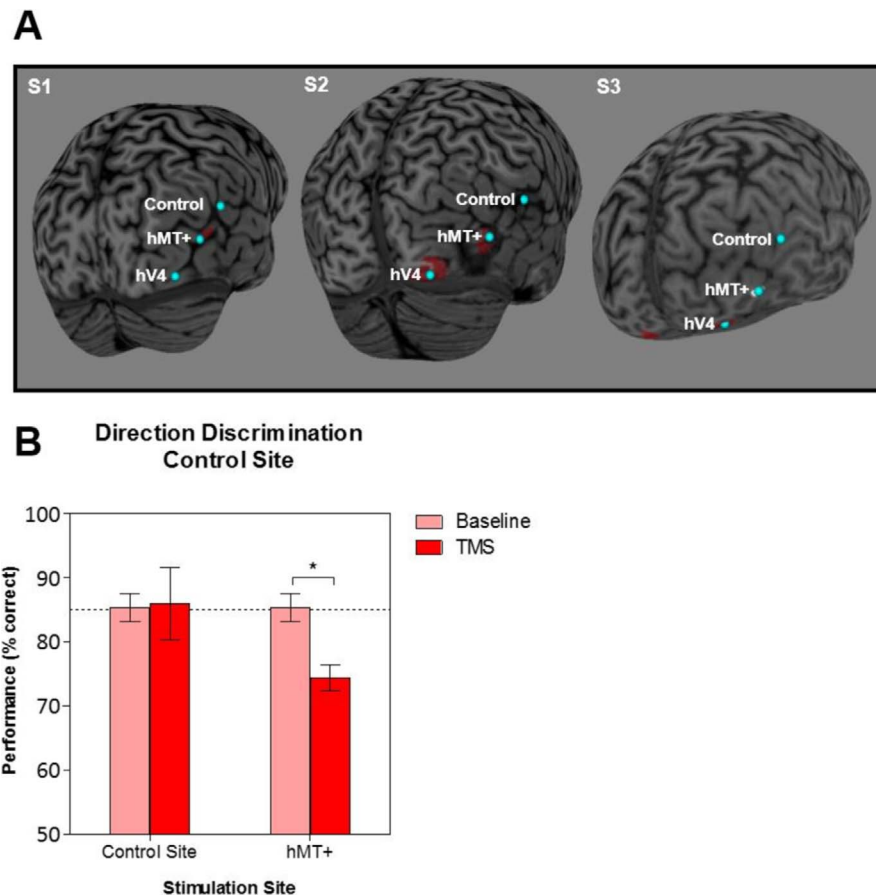 A
S1
S2
S3
Control
hMT+
hV4
Control
hMT+
hV4
Control
hMT+
hV4
B
Direction Discrimination
Control Site
Baseline
TMS
*
100
90
80
70
60
50
Performance (% correct)
Control Site
hMT+
Stimulation Site